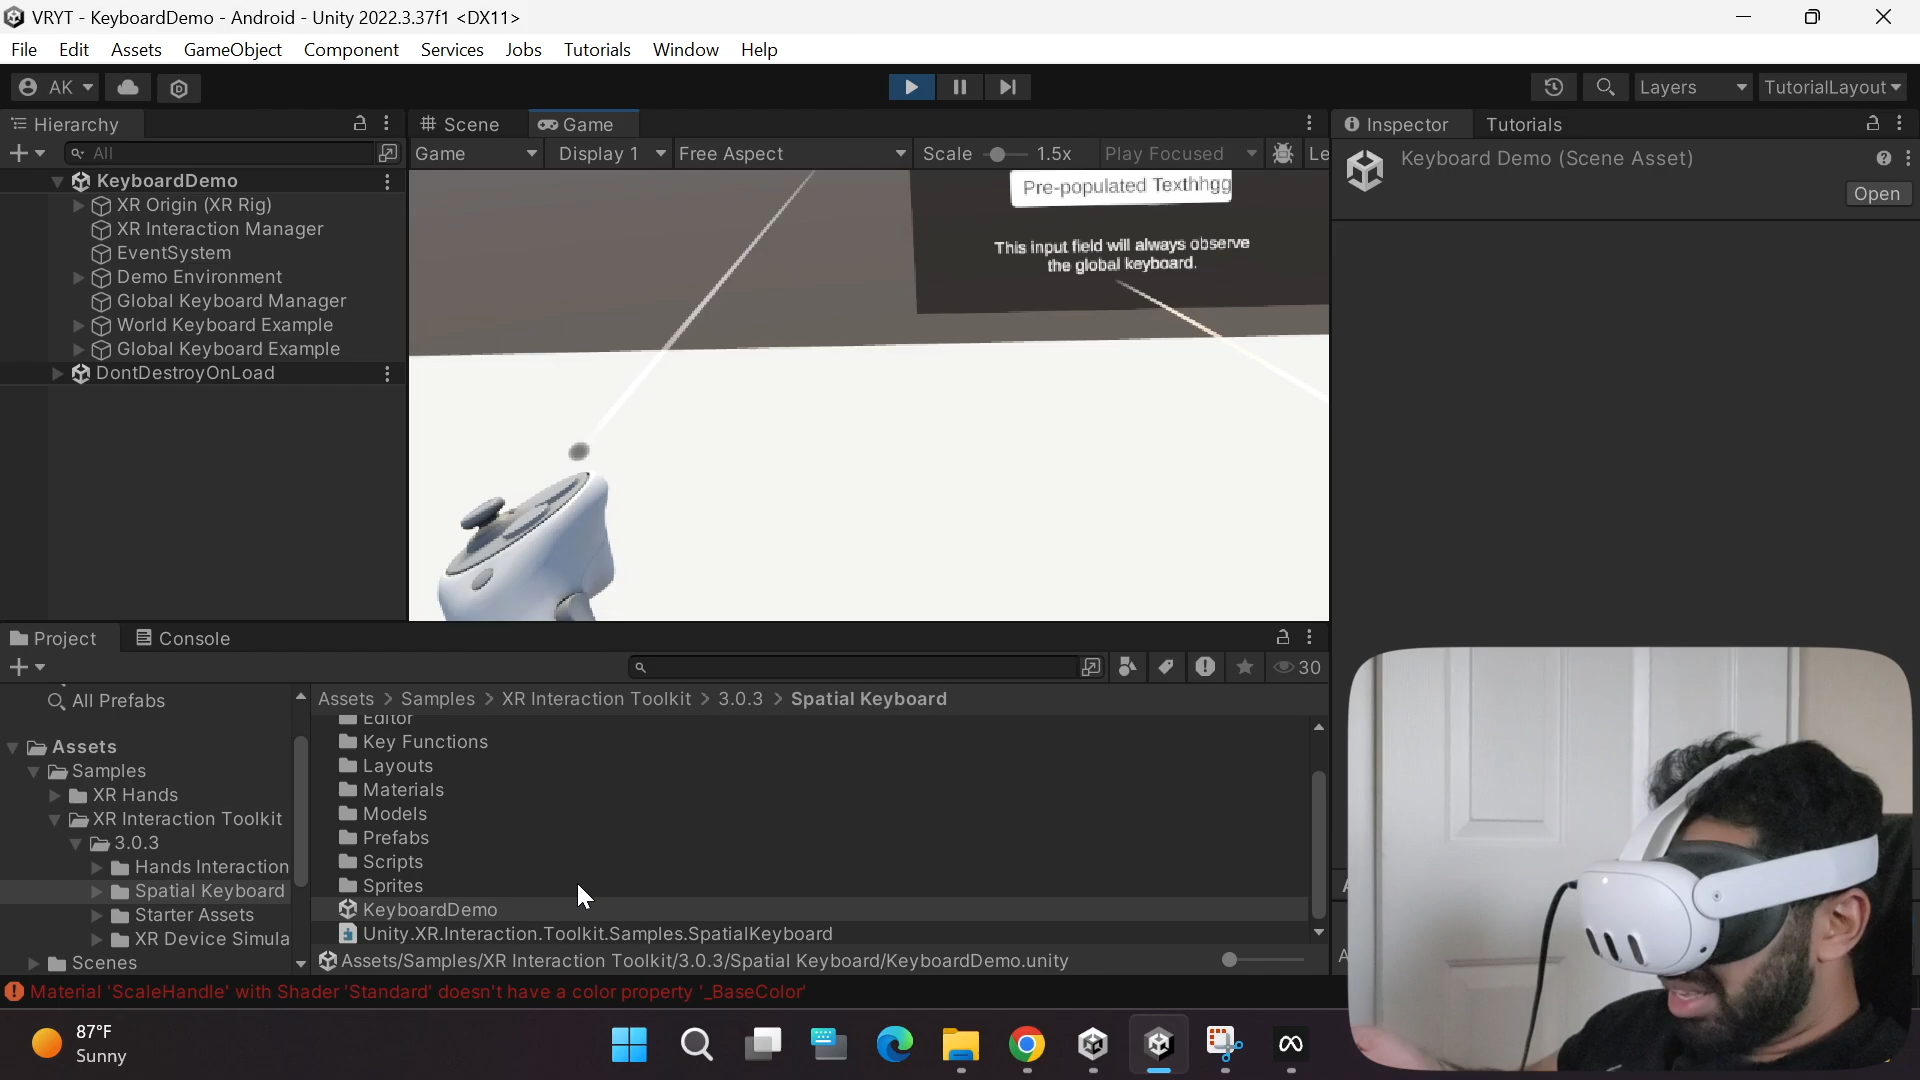 VRYT - KeyboardDemo - Android - Unity 2022.3.37f1 <DX11>
File Edit Assets GameObject Component Services Jobs Tutorials Window Help
AK Layers TutorialLayout
Hierarchy
All
KeyboardDemo
XR Origin (XR Rig)
XR Interaction Manager
EventSystem
Demo Environment
Global Keyboard Manager
World Keyboard Example
Global Keyboard Example
DontDestroyOnLoad
Scene Game
Game Display 1 Free Aspect Scale 1.5x Play Focused Le
Pre-populated Texthhgg
This input field will always observe
the global keyboard.
Inspector Tutorials
Keyboard Demo (Scene Asset)
Open
Project Console
30
All Prefabs
Assets
Samples
XR Hands
XR Interaction Toolkit
3.0.3
Hands Interaction
Spatial Keyboard
Starter Assets
XR Device Simula
Scenes
Assets > Samples > XR Interaction Toolkit > 3.0.3 > Spatial Keyboard
Editor
Key Functions
Layouts
Materials
Models
Prefabs
Scripts
Sprites
KeyboardDemo
Unity.XR.Interaction.Toolkit.Samples.SpatialKeyboard
Assets/Samples/XR Interaction Toolkit/3.0.3/Spatial Keyboard/KeyboardDemo.unity
Material 'ScaleHandle' with Shader 'Standard' doesn't have a color property '_BaseColor'
87°F
Sunny